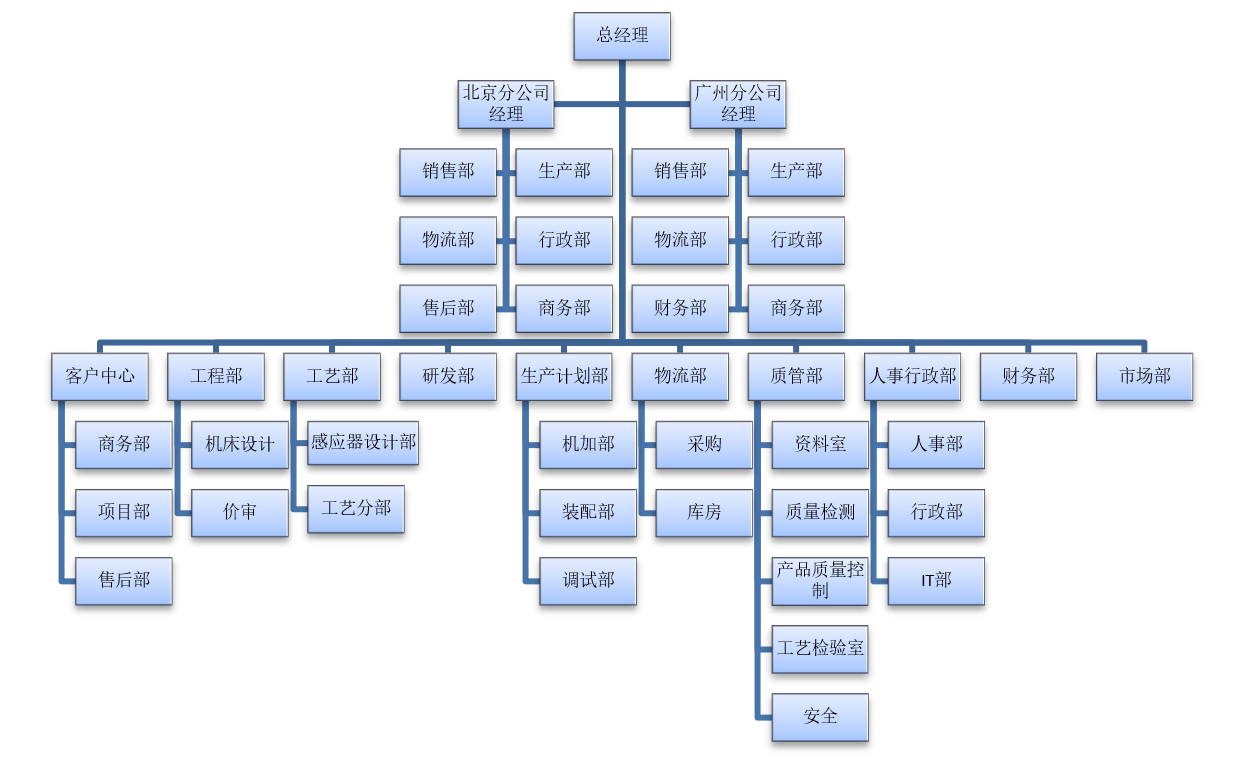 总经理
北京分公司
经理
广州分公司
经理
销售部
生产部
销售部
生产部
物流部
行政部
物流部
行政部
售后部
商务部
财务部
商务部
客户中心
工程部
工艺部
研发部
生产计划部
物流部
质管部
人事行政部
财务部
市场部
商务部
机床设计
感应器设计部
机加部
采购
资料室
人事部
项目部
价审
工艺分部
装配部
库房
质量检测
行政部
售后部
调试部
产品质量控
制
IT部
工艺检验室
安全